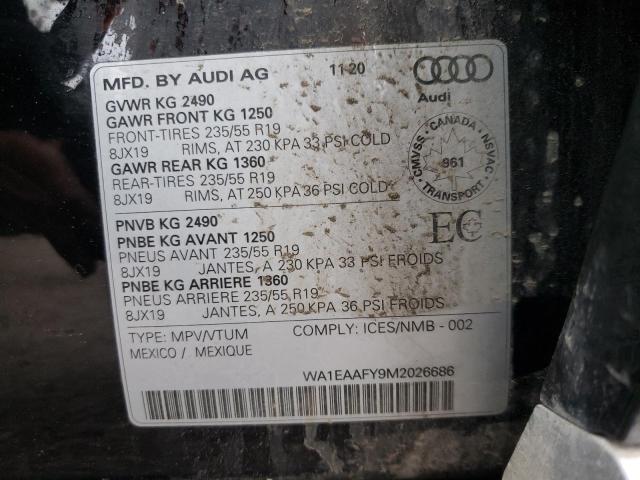 MFD. BY AUDI AG 11 20
Audi
GVWR KG 2490
GAWR FRONT KG 1250
FRONT-TIRES 235/55 R19
8JX19 RIMS, AT 230 KPA 33 PSI COLD
GAWR REAR KG 1360
REAR-TIRES 235/55 R19
8JX19 RIMS, AT 250 KPA 36 PSI COLD
CMVSS - CANADA - NSVAC
961
TRANSPORT
PNVB KG 2490
PNBE KG AVANT 1250
PNEUS AVANT 235/55 R19
8JX19 JANTES, A 230 KPA 33 PSI FROIDS
PNBE KG ARRIERE 1360
PNEUS ARRIERE 235/55 R19
8JX19 JANTES, A 250 KPA 36 PSI FROIDS
EC
TYPE: MPV/VTUM COMPLY: ICES/NMB - 002
MEXICO / MEXIQUE
WA1EAAFY9M2026686